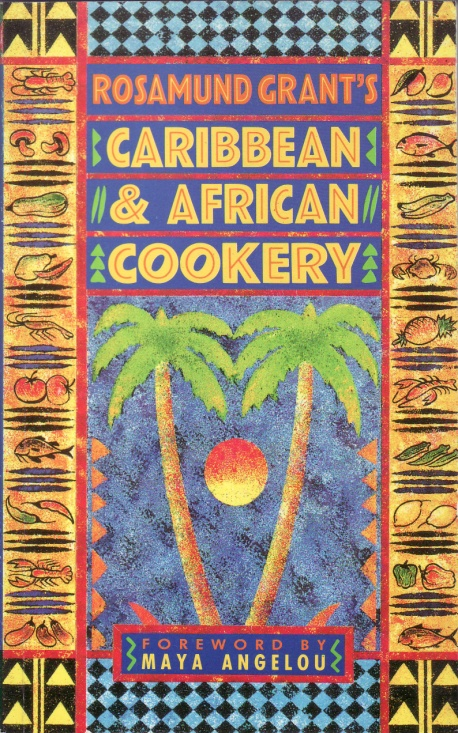 ROSAMUND GRANT'S
CARIBBEAN
& AFRICAN
COOKERY
FOREWORD BY
MAYA ANGELOU